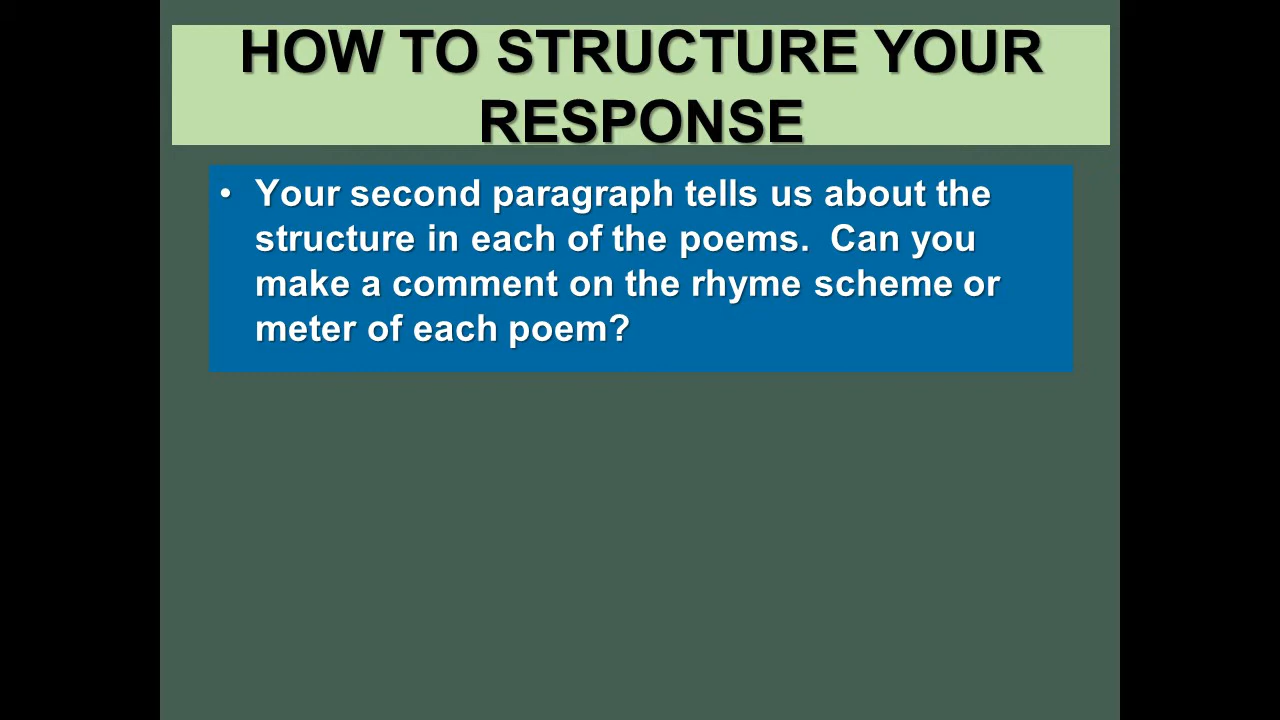 HOW TO STRUCTURE YOUR
RESPONSE
• Your second paragraph tells us about the
structure in each of the poems.  Can you
make a comment on the rhyme scheme or
meter of each poem?